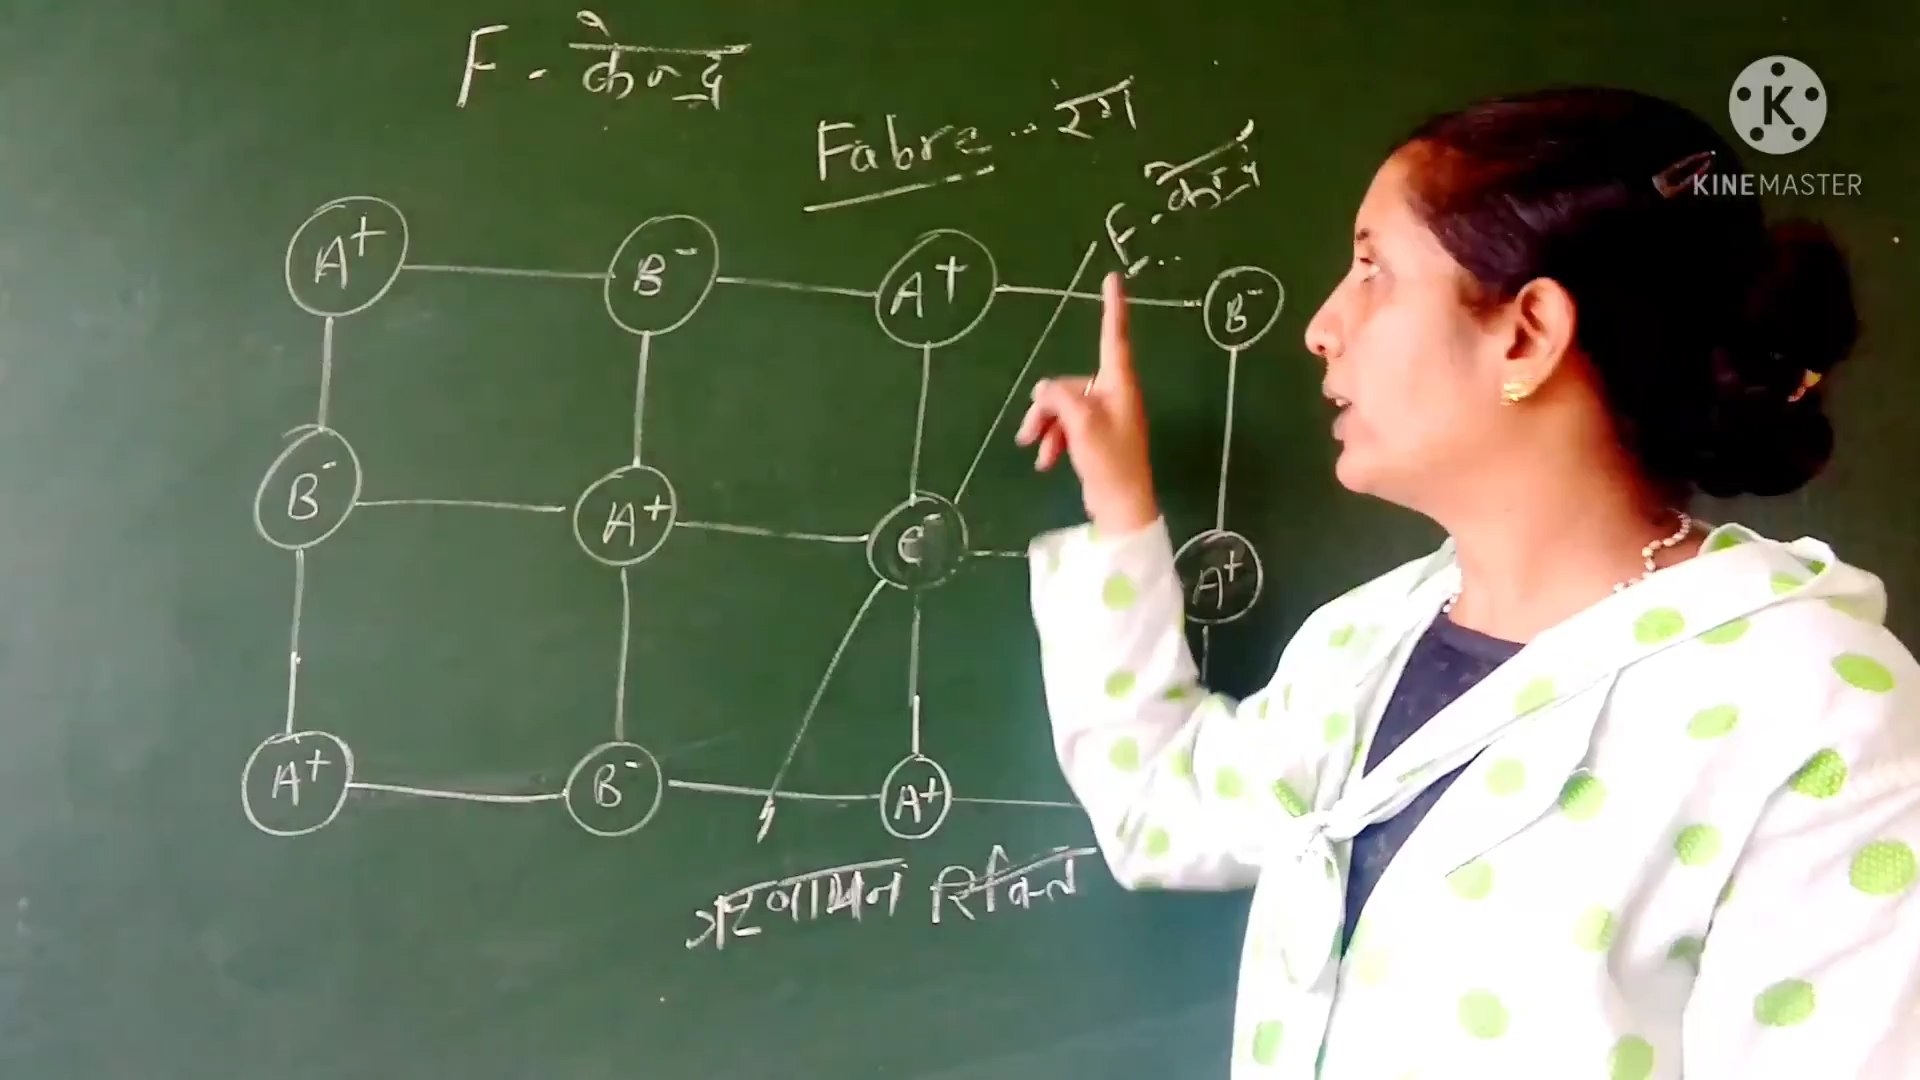 F - केन्द्र
Fabre .. रंग
F - केन्द्र
A+ B- A+ B-
B- A+ e- A+
A+ B- A+
ऋणायन रिक्ति
K
KINEMASTER